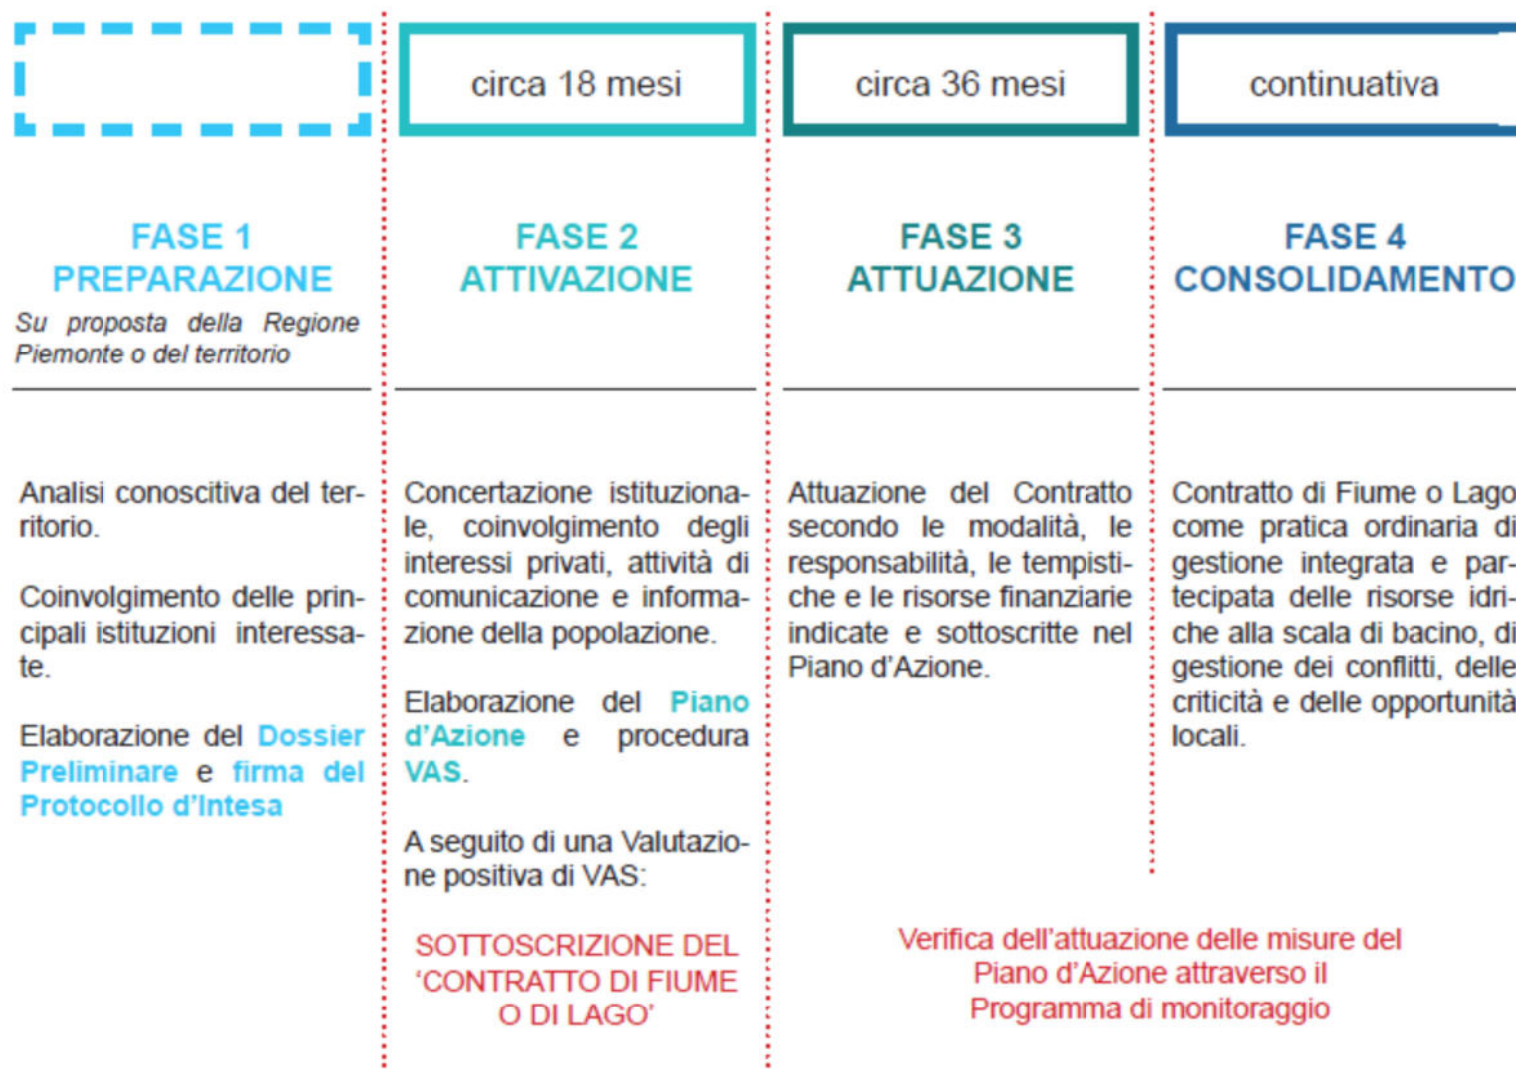 circa 18 mesi
circa 36 mesi
continuativa
FASE 1
PREPARAZIONE
Su proposta della Regione
Piemonte o del territorio
Analisi conoscitiva del ter-
ritorio.
Coinvolgimento delle prin-
cipali istituzioni interessa-
te.
Elaborazione del Dossier
Preliminare e firma del
Protocollo d'Intesa
FASE 2
ATTIVAZIONE
Concertazione istituziona-
le, coinvolgimento degli
interessi privati, attività di
comunicazione e informa-
zione della popolazione.
Elaborazione del Piano
d'Azione e procedura
VAS.
A seguito di una Valutazio-
ne positiva di VAS:
SOTTOSCRIZIONE DEL
‘CONTRATTO DI FIUME
O DI LAGO’
FASE 3
ATTUAZIONE
Attuazione del Contratto
secondo le modalità, le
responsabilità, le tempisti-
che e le risorse finanziarie
indicate e sottoscritte nel
Piano d'Azione.
FASE 4
CONSOLIDAMENTO
Contratto di Fiume o Lago
come pratica ordinaria di
gestione integrata e par-
tecipata delle risorse idri-
che alla scala di bacino, di
gestione dei conflitti, delle
criticità e delle opportunità
locali.
Verifica dell'attuazione delle misure del
Piano d'Azione attraverso il
Programma di monitoraggio